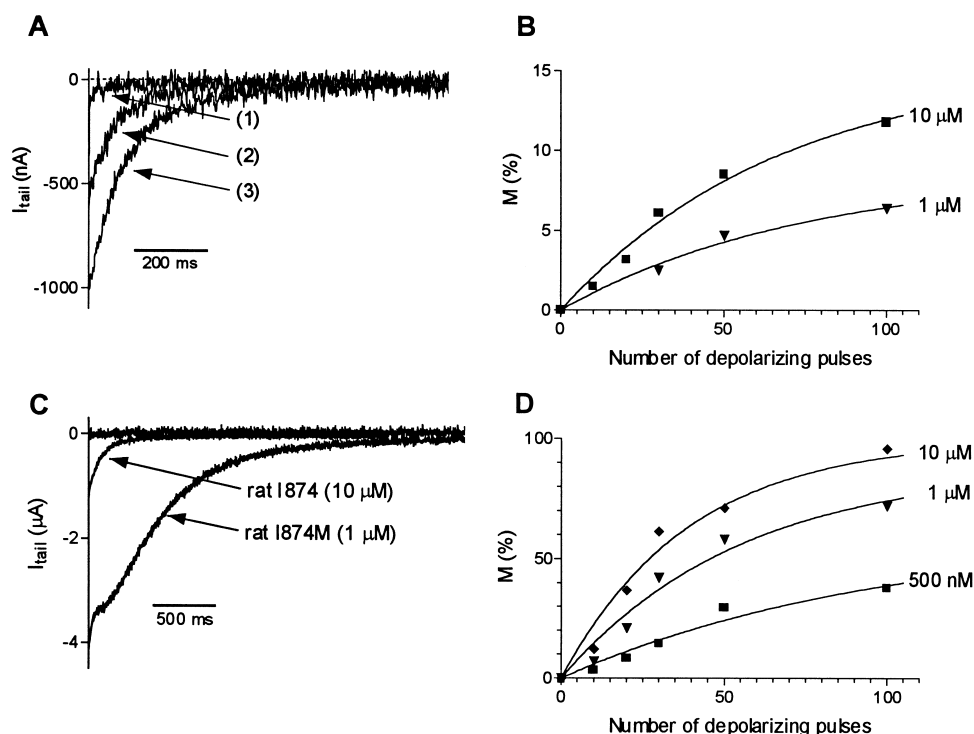 A
0
-500
-1000
I tail (nA)
(1)
(2)
(3)
200 ms
B
15
10
5
0
M (%)
10 µM
1 µM
0
50
100
Number of depolarizing pulses
C
0
-2
-4
I tail (µA)
rat I874 (10 µM)
rat I874M (1 µM)
500 ms
D
100
50
0
M (%)
10 µM
1 µM
500 nM
0
50
100
Number of depolarizing pulses